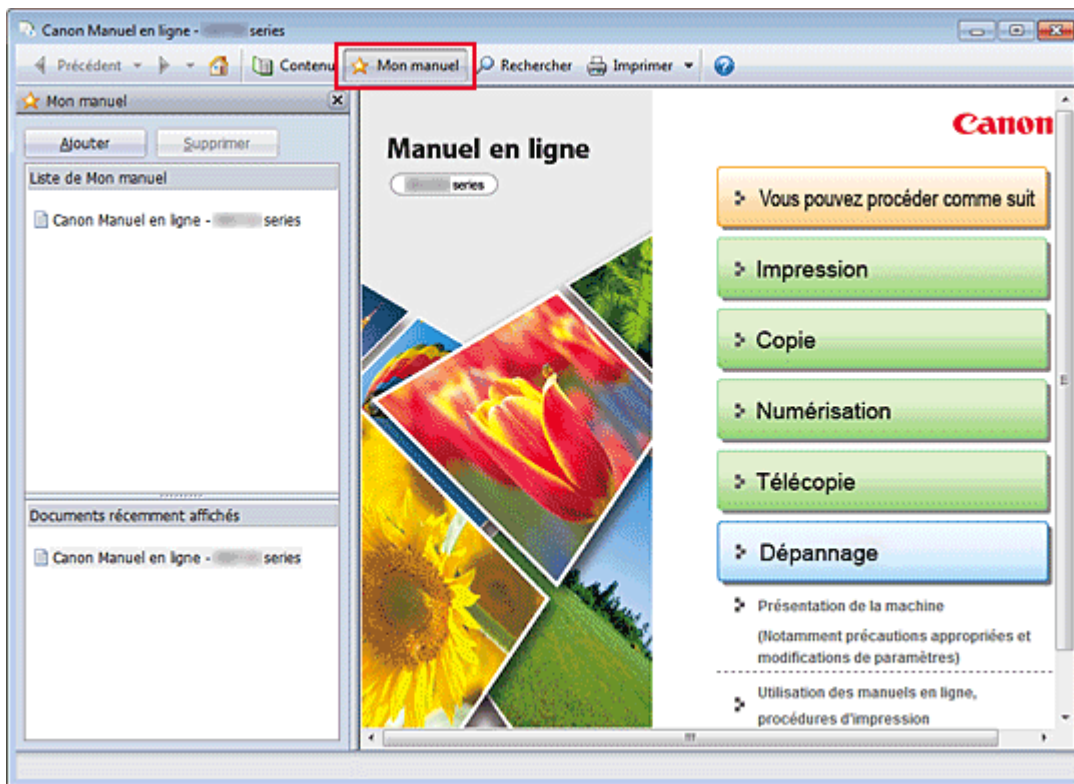 Canon Manuel en ligne - series
Précédent Contenu Mon manuel Rechercher Imprimer
Mon manuel
Ajouter Supprimer
Liste de Mon manuel
Canon Manuel en ligne - series
Documents récemment affichés
Canon Manuel en ligne - series
Canon
Manuel en ligne
series
Vous pouvez procéder comme suit
Impression
Copie
Numérisation
Télécopie
Dépannage
Présentation de la machine
(Notamment précautions appropriées et
modifications de paramètres)
Utilisation des manuels en ligne,
procédures d'impression